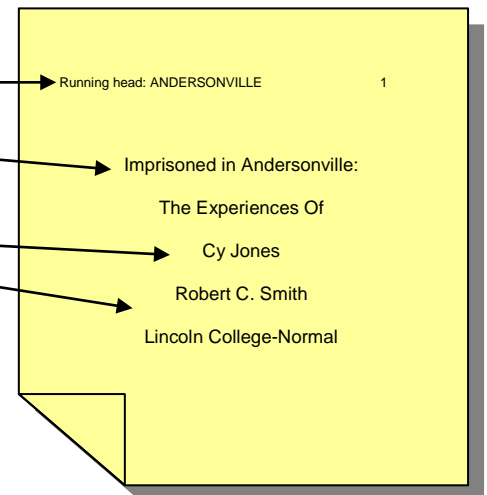 Running head: ANDERSONVILLE 1
Imprisoned in Andersonville:
The Experiences Of
Cy Jones
Robert C. Smith
Lincoln College-Normal